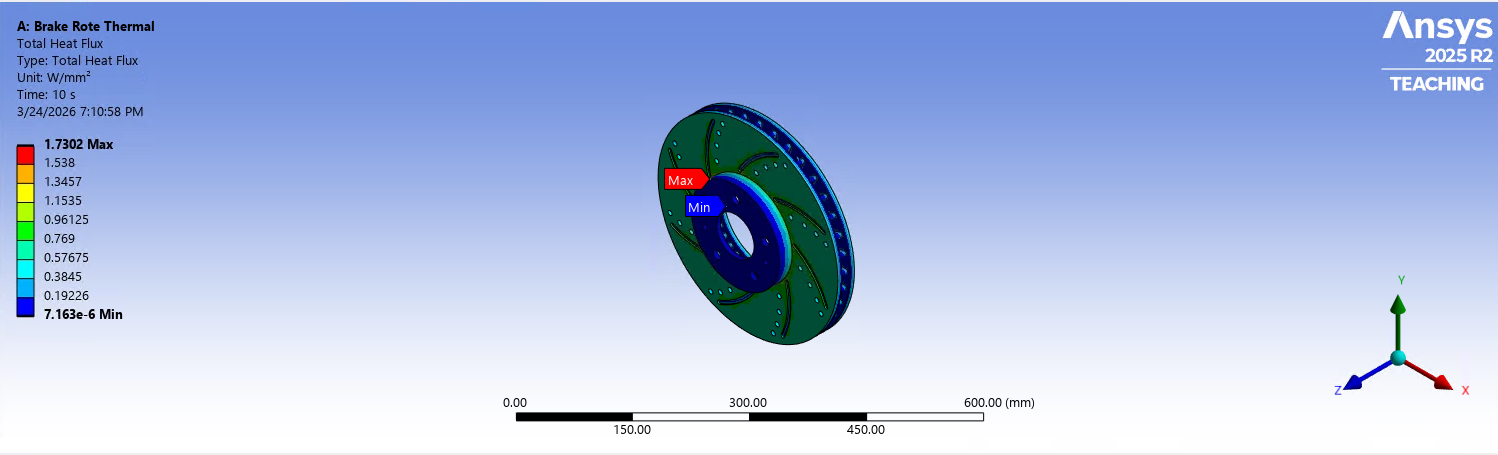 A: Brake Rote Thermal
Total Heat Flux
Type: Total Heat Flux
Unit: W/mm²
Time: 10 s
3/24/2026 7:10:58 PM
1.7302 Max
1.538
1.3457
1.1535
0.96125
0.769
0.57675
0.3845
0.19226
7.163e-6 Min
Max
Min
Ansys
2025 R2
TEACHING
Y
Z
X
0.00 300.00 600.00 (mm)
150.00 450.00